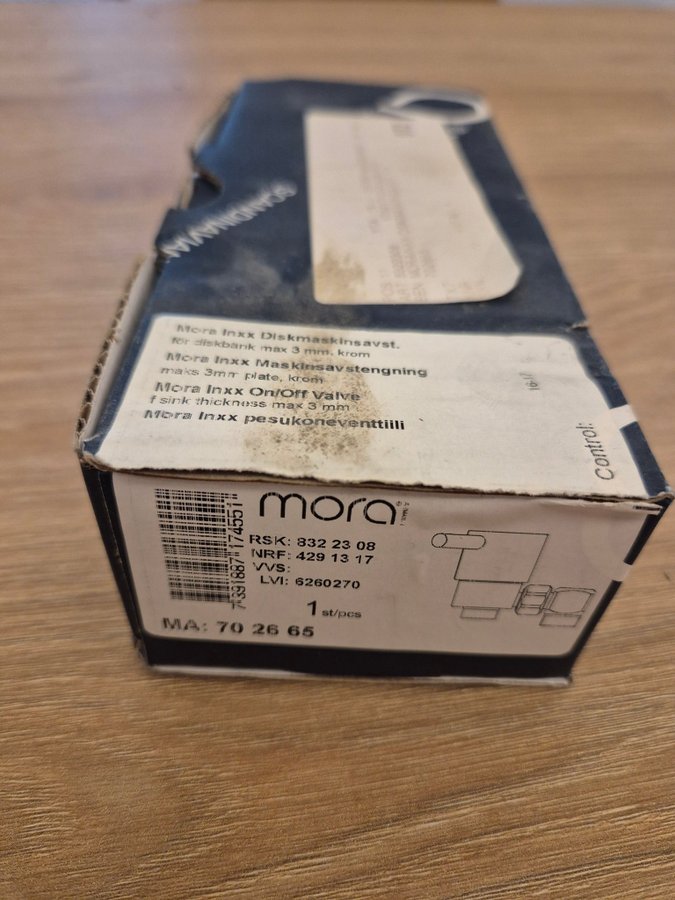 SCANDINAVIAN
Mora Inxx Diskmaskinsavst.
för diskbänk max 3 mm, krom
Mora Inxx Maskinsavstengning
maks 3mm plate, krom
Mora Inxx On/Off Valve
f sink thickness max 3 mm
Mora Inxx pesukoneventtiili
Control:
mora
RSK: 832 23 08
NRF: 429 13 17
VVS:
LVI: 6260270
1 st/pcs
MA: 70 26 65